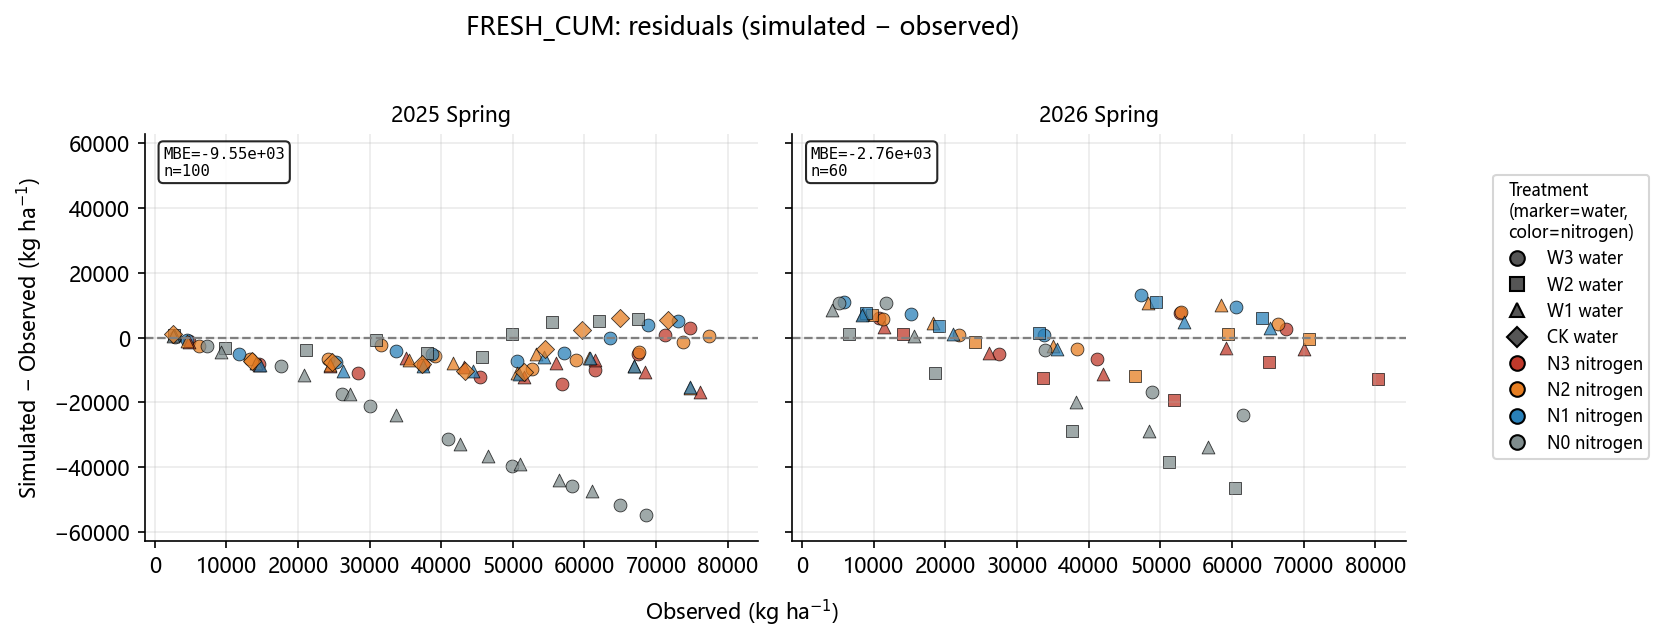 FRESH_CUM: residuals (simulated − observed)
2025 Spring
2026 Spring
MBE=-9.55e+03
n=100
MBE=-2.76e+03
n=60
60000
40000
20000
0
−20000
−40000
−60000
Simulated − Observed (kg ha⁻¹)
0 10000 20000 30000 40000 50000 60000 70000 80000
0 10000 20000 30000 40000 50000 60000 70000 80000
Observed (kg ha⁻¹)
Treatment
(marker=water,
color=nitrogen)
W3 water
W2 water
W1 water
CK water
N3 nitrogen
N2 nitrogen
N1 nitrogen
N0 nitrogen